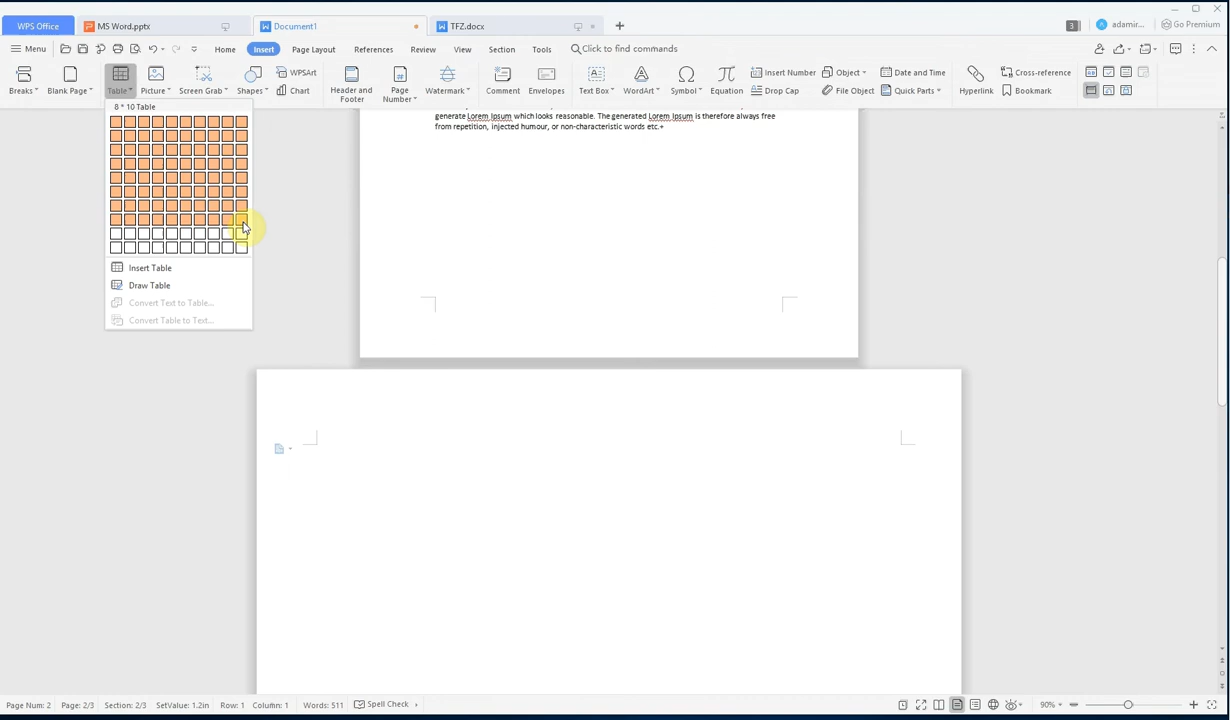 WPS Office MS Word.pptx Document1 TFZ.docx 3 adamir... Go Premium
Menu Home Insert Page Layout References Review View Section Tools Click to find commands
Breaks Blank Page Table Picture Screen Grab Shapes WPSArt Chart Header and Footer Page Number Watermark Comment Envelopes Text Box WordArt Symbol Equation Insert Number Drop Cap Object File Object Date and Time Quick Parts Hyperlink Cross-reference Bookmark
8 * 10 Table
generate Lorem Ipsum which looks reasonable. The generated Lorem Ipsum is therefore always free
from repetition, injected humour, or non-characteristic words etc.
Insert Table
Draw Table
Convert Text to Table...
Convert Table to Text...
Page Num: 2 Page: 2/3 Section: 2/3 SetValue: 1.2in Row: 1 Column: 1 Words: 511 Spell Check 90%